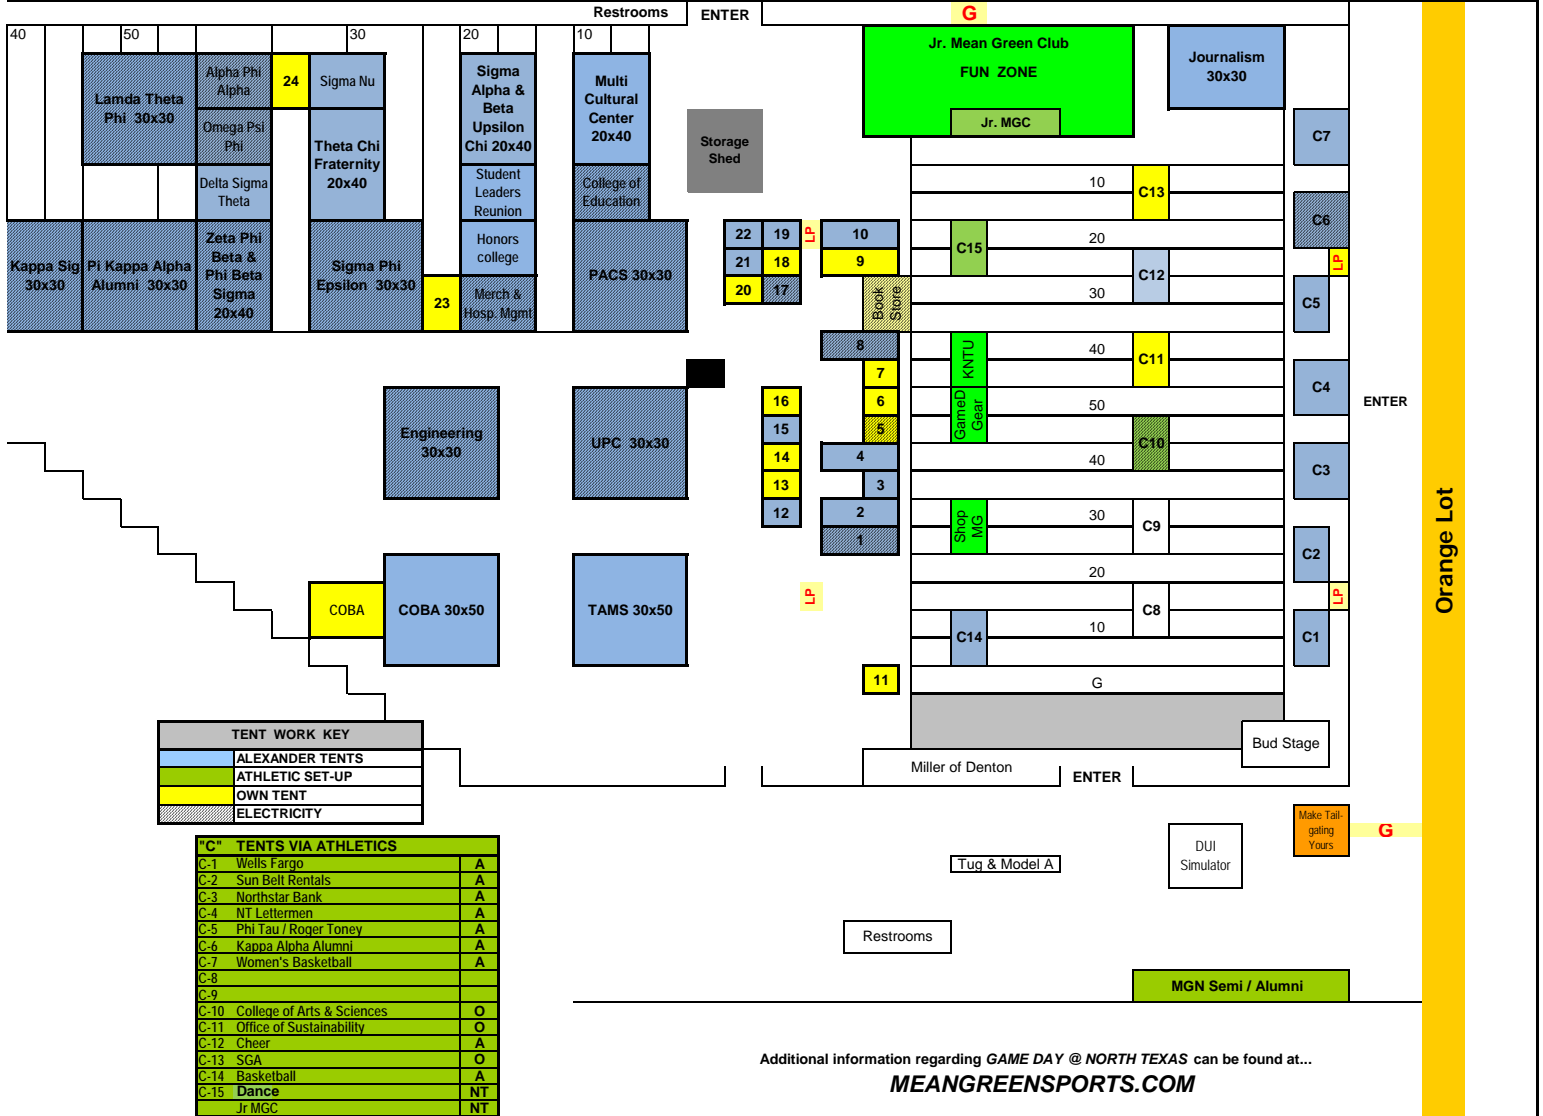 Restrooms
ENTER
G
40
50
30
20
10
Alpha Phi
Alpha
24
Sigma Nu
Sigma
Alpha &
Beta
Upsilon
Chi 20x40
Multi
Cultural
Center
20x40
Jr. Mean Green Club
FUN ZONE
Jr. MGC
Journalism
30x30
Lamda Theta
Phi 30x30
Omega Psi
Phi
Theta Chi
Fraternity
20x40
Storage
Shed
C7
Delta Sigma
Theta
Student
Leaders
Reunion
College of
Education
10
C13
C6
Kappa Sig
30x30
Pi Kappa Alpha
Alumni 30x30
Zeta Phi
Beta &
Phi Beta
Sigma
20x40
Sigma Phi
Epsilon 30x30
23
Honors
college
Merch &
Hosp. Mgmt
PACS 30x30
22
19
LP
10
21
18
9
20
17
Book
Store
C15
20
C12
LP
30
C5
8
KNTU
40
C11
7
C4
ENTER
Engineering
30x30
UPC 30x30
16
6
GameD
Gear
50
15
5
C10
14
4
40
C3
13
3
12
2
Shop
MG
30
C9
1
C2
Orange Lot
COBA
COBA 30x50
TAMS 30x50
LP
20
C8
LP
C14
10
C1
11
G
Bud Stage
Miller of Denton
ENTER
TENT WORK KEY
ALEXANDER TENTS
ATHLETIC SET-UP
OWN TENT
ELECTRICITY
Make Tail-
gating
Yours
G
DUI
Simulator
Tug & Model A
Restrooms
MGN Semi / Alumni
"C" TENTS VIA ATHLETICS
C-1 Wells Fargo A
C-2 Sun Belt Rentals A
C-3 Northstar Bank A
C-4 NT Lettermen A
C-5 Phi Tau / Roger Toney A
C-6 Kappa Alpha Alumni A
C-7 Women's Basketball A
C-8
C-9
C-10 College of Arts & Sciences O
C-11 Office of Sustainability O
C-12 Cheer A
C-13 SGA O
C-14 Basketball A
C-15 Dance NT
Jr MGC NT
Additional information regarding GAME DAY @ NORTH TEXAS can be found at...
MEANGREENSPORTS.COM